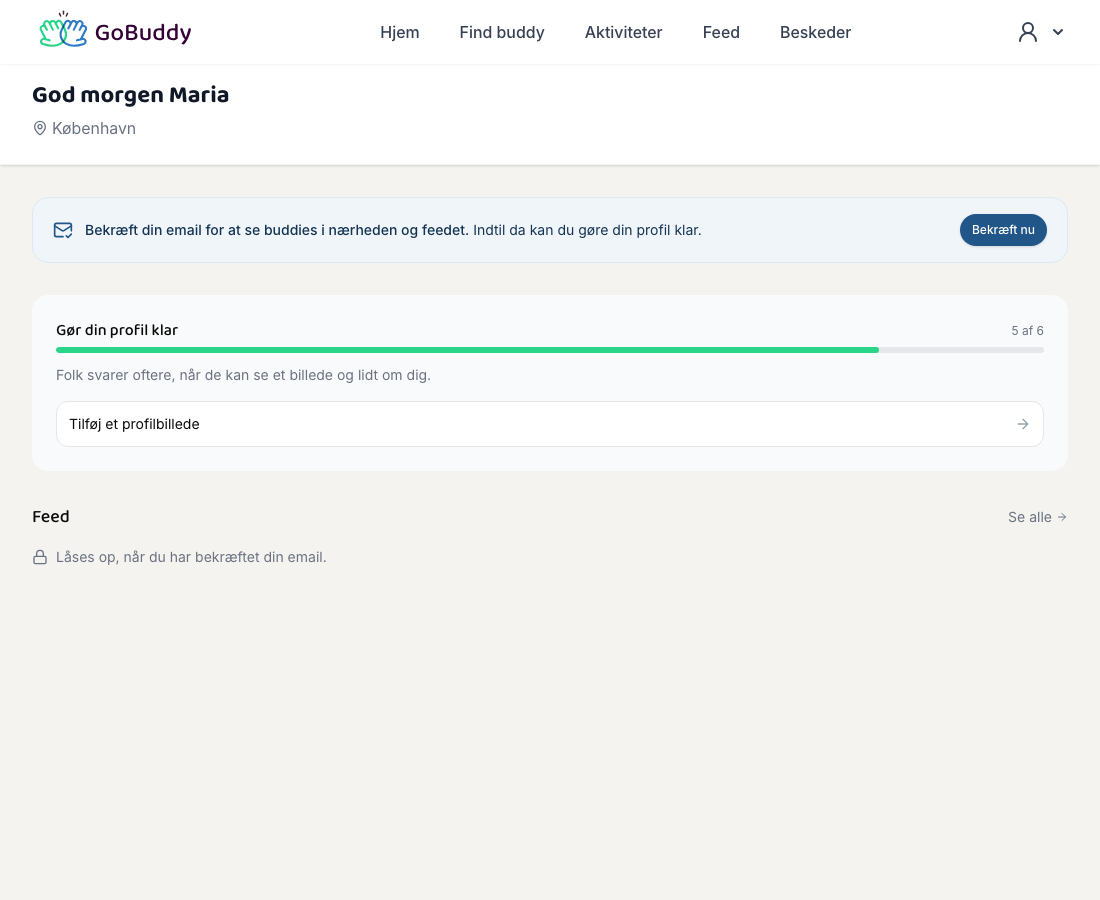 GoBuddy
Hjem
Find buddy
Aktiviteter
Feed
Beskeder
God morgen Maria
København
Bekræft din email for at se buddies i nærheden og feedet. Indtil da kan du gøre din profil klar.
Bekræft nu
Gør din profil klar
5 af 6
Folk svarer oftere, når de kan se et billede og lidt om dig.
Tilføj et profilbillede
Feed
Se alle
Låses op, når du har bekræftet din email.